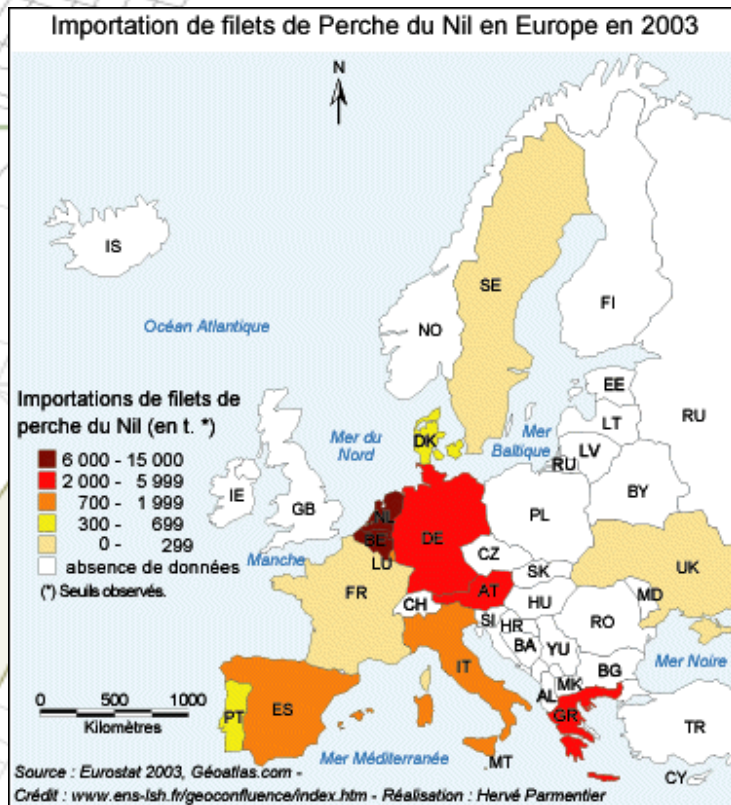 Importation de filets de Perche du Nil en Europe en 2003
N
IS
SE
FI
NO
Océan Atlantique
EE
LT
RU
LV
RU
Mer
Baltique
DK
Mer du
Nord
Importations de filets de
perche du Nil (en t. *)
6 000 - 15 000
2 000 - 5 999
700 - 1 999
300 - 699
0 - 299
absence de données
(*) Seuils observés.
IE
GB
BY
PL
NL
BE
DE
LU
Manche
CZ
UK
SK
FR
AT
MD
CH
HU
SI
HR
RO
BA
YU
IT
BG
Mer Noire
MK
AL
0 500 1000
Kilomètres
PT
ES
GR
TR
Mer Méditerranée
MT
CY
Source : Eurostat 2003, Géoatlas.com -
Crédit : www.ens-lsh.fr/geoconfluence/index.htm - Réalisation : Hervé Parmentier